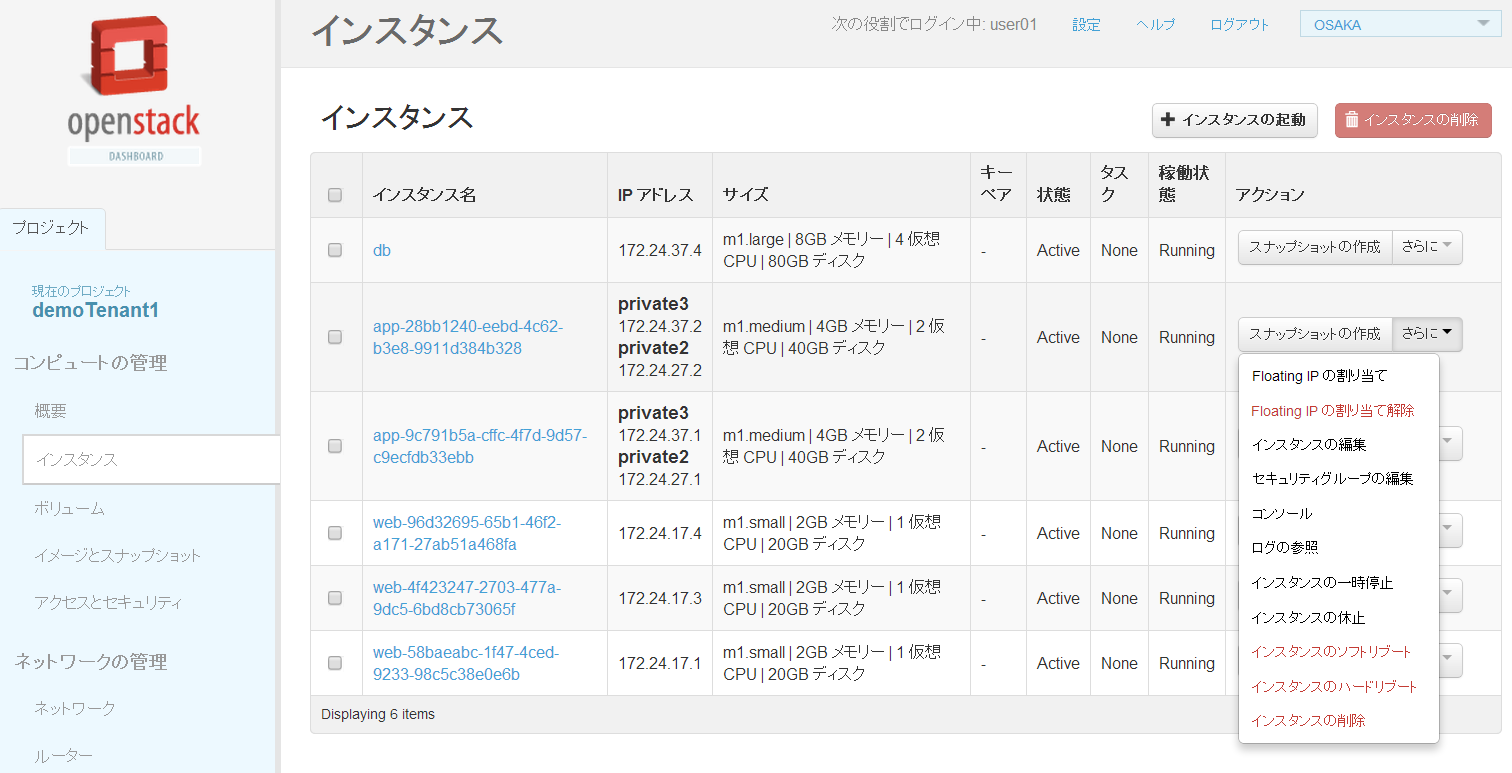 openstack
DASHBOARD
プロジェクト
現在のプロジェクト
demoTenant1
コンピュートの管理
概要
インスタンス
ボリューム
イメージとスナップショット
アクセスとセキュリティ
ネットワークの管理
ネットワーク
ルーター
インスタンス
次の役割でログイン中: user01 設定 ヘルプ ログアウト OSAKA
インスタンス
インスタンスの起動 インスタンスの削除
インスタンス名 IP アドレス サイズ キーペア 状態 タスク 稼働状態 アクション
db 172.24.37.4 m1.large | 8GB メモリー | 4 仮想 - Active None Running スナップショットの作成 さらに
CPU | 80GB ディスク
private3
app-28bb1240-eebd-4c62- 172.24.37.2 m1.medium | 4GB メモリー | 2 仮 - Active None Running スナップショットの作成 さらに
b3e8-9911d384b328 private2 想 CPU | 40GB ディスク
172.24.27.2
private3
app-9c791b5a-cffc-4f7d-9d57- 172.24.37.1 m1.medium | 4GB メモリー | 2 仮 - Active None Running
c9ecfdb33ebb private2 想 CPU | 40GB ディスク
172.24.27.1
web-96d32695-65b1-46f2- 172.24.17.4 m1.small | 2GB メモリー | 1 仮想 - Active None Running
a171-27ab51a468fa CPU | 20GB ディスク
web-4f423247-2703-477a- 172.24.17.3 m1.small | 2GB メモリー | 1 仮想 - Active None Running
9dc5-6bd8cb73065f CPU | 20GB ディスク
web-58baeabc-1f47-4ced- 172.24.17.1 m1.small | 2GB メモリー | 1 仮想 - Active None Running
9233-98c5c38e0e6b CPU | 20GB ディスク
Displaying 6 items
Floating IP の割り当て
Floating IP の割り当て解除
インスタンスの編集
セキュリティグループの編集
コンソール
ログの参照
インスタンスの一時停止
インスタンスの休止
インスタンスのソフトリブート
インスタンスのハードリブート
インスタンスの削除